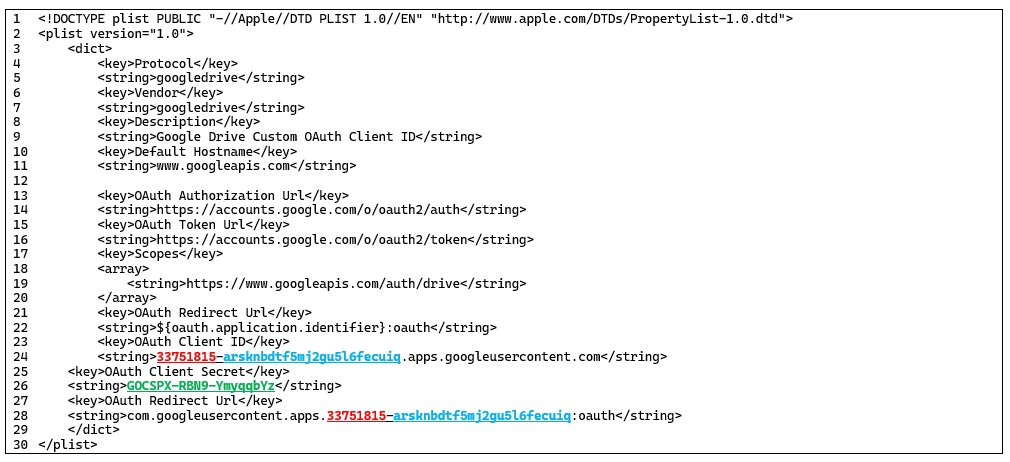 1 <!DOCTYPE plist PUBLIC "-//Apple//DTD PLIST 1.0//EN" "http://www.apple.com/DTDs/PropertyList-1.0.dtd">
2 <plist version="1.0">
3 <dict>
4 <key>Protocol</key>
5 <string>googledrive</string>
6 <key>Vendor</key>
7 <string>googledrive</string>
8 <key>Description</key>
9 <string>Google Drive Custom OAuth Client ID</string>
10 <key>Default Hostname</key>
11 <string>www.googleapis.com</string>
12
13 <key>OAuth Authorization Url</key>
14 <string>https://accounts.google.com/o/oauth2/auth</string>
15 <key>OAuth Token Url</key>
16 <string>https://accounts.google.com/o/oauth2/token</string>
17 <key>Scopes</key>
18 <array>
19 <string>https://www.googleapis.com/auth/drive</string>
20 </array>
21 <key>OAuth Redirect Url</key>
22 <string>${oauth.application.identifier}:oauth</string>
23 <key>OAuth Client ID</key>
24 <string>33751815-arsknbdtf5mj2gu5l6fecuiq.apps.googleusercontent.com</string>
25 <key>OAuth Client Secret</key>
26 <string>GOCSPX-RBN9-YmyqqbYz</string>
27 <key>OAuth Redirect Url</key>
28 <string>com.googleusercontent.apps.33751815-arsknbdtf5mj2gu5l6fecuiq:oauth</string>
29 </dict>
30 </plist>